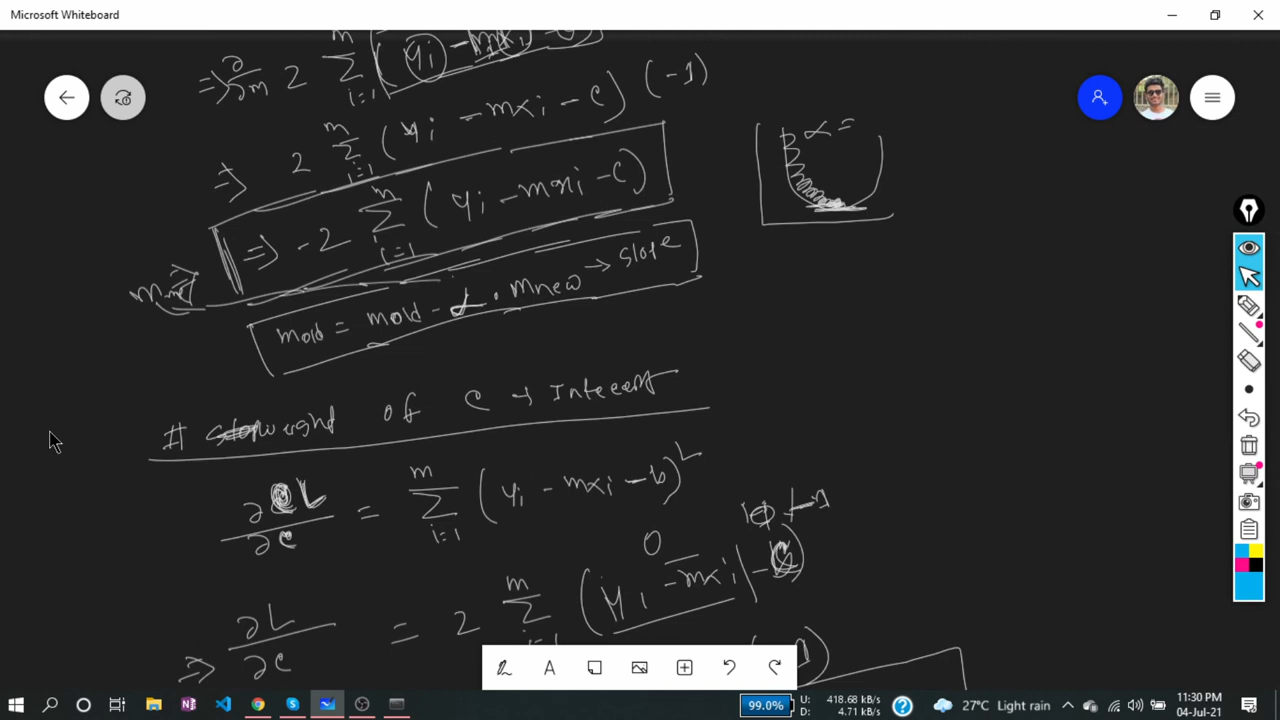 Microsoft Whiteboard
=> ∂/∂m 2 Σ i=1 m (yi - mxi
=> 2 Σ i=1 m (yi - mxi - c) (-1)
α =
=> -2 Σ i=1 m (yi - mxi - c)
mold = mold - α . mnew → slope
# weight of c → Intercept
∂L/∂c = Σ i=1 m (yi - mxi - b)²
0
=> ∂L/∂c = 2 Σ i=1 m (yi - mxi - c)
A
99.0%
U: 418.68 kB/s
D: 4.71 kB/s
27°C Light rain
11:30 PM
04-Jul-21